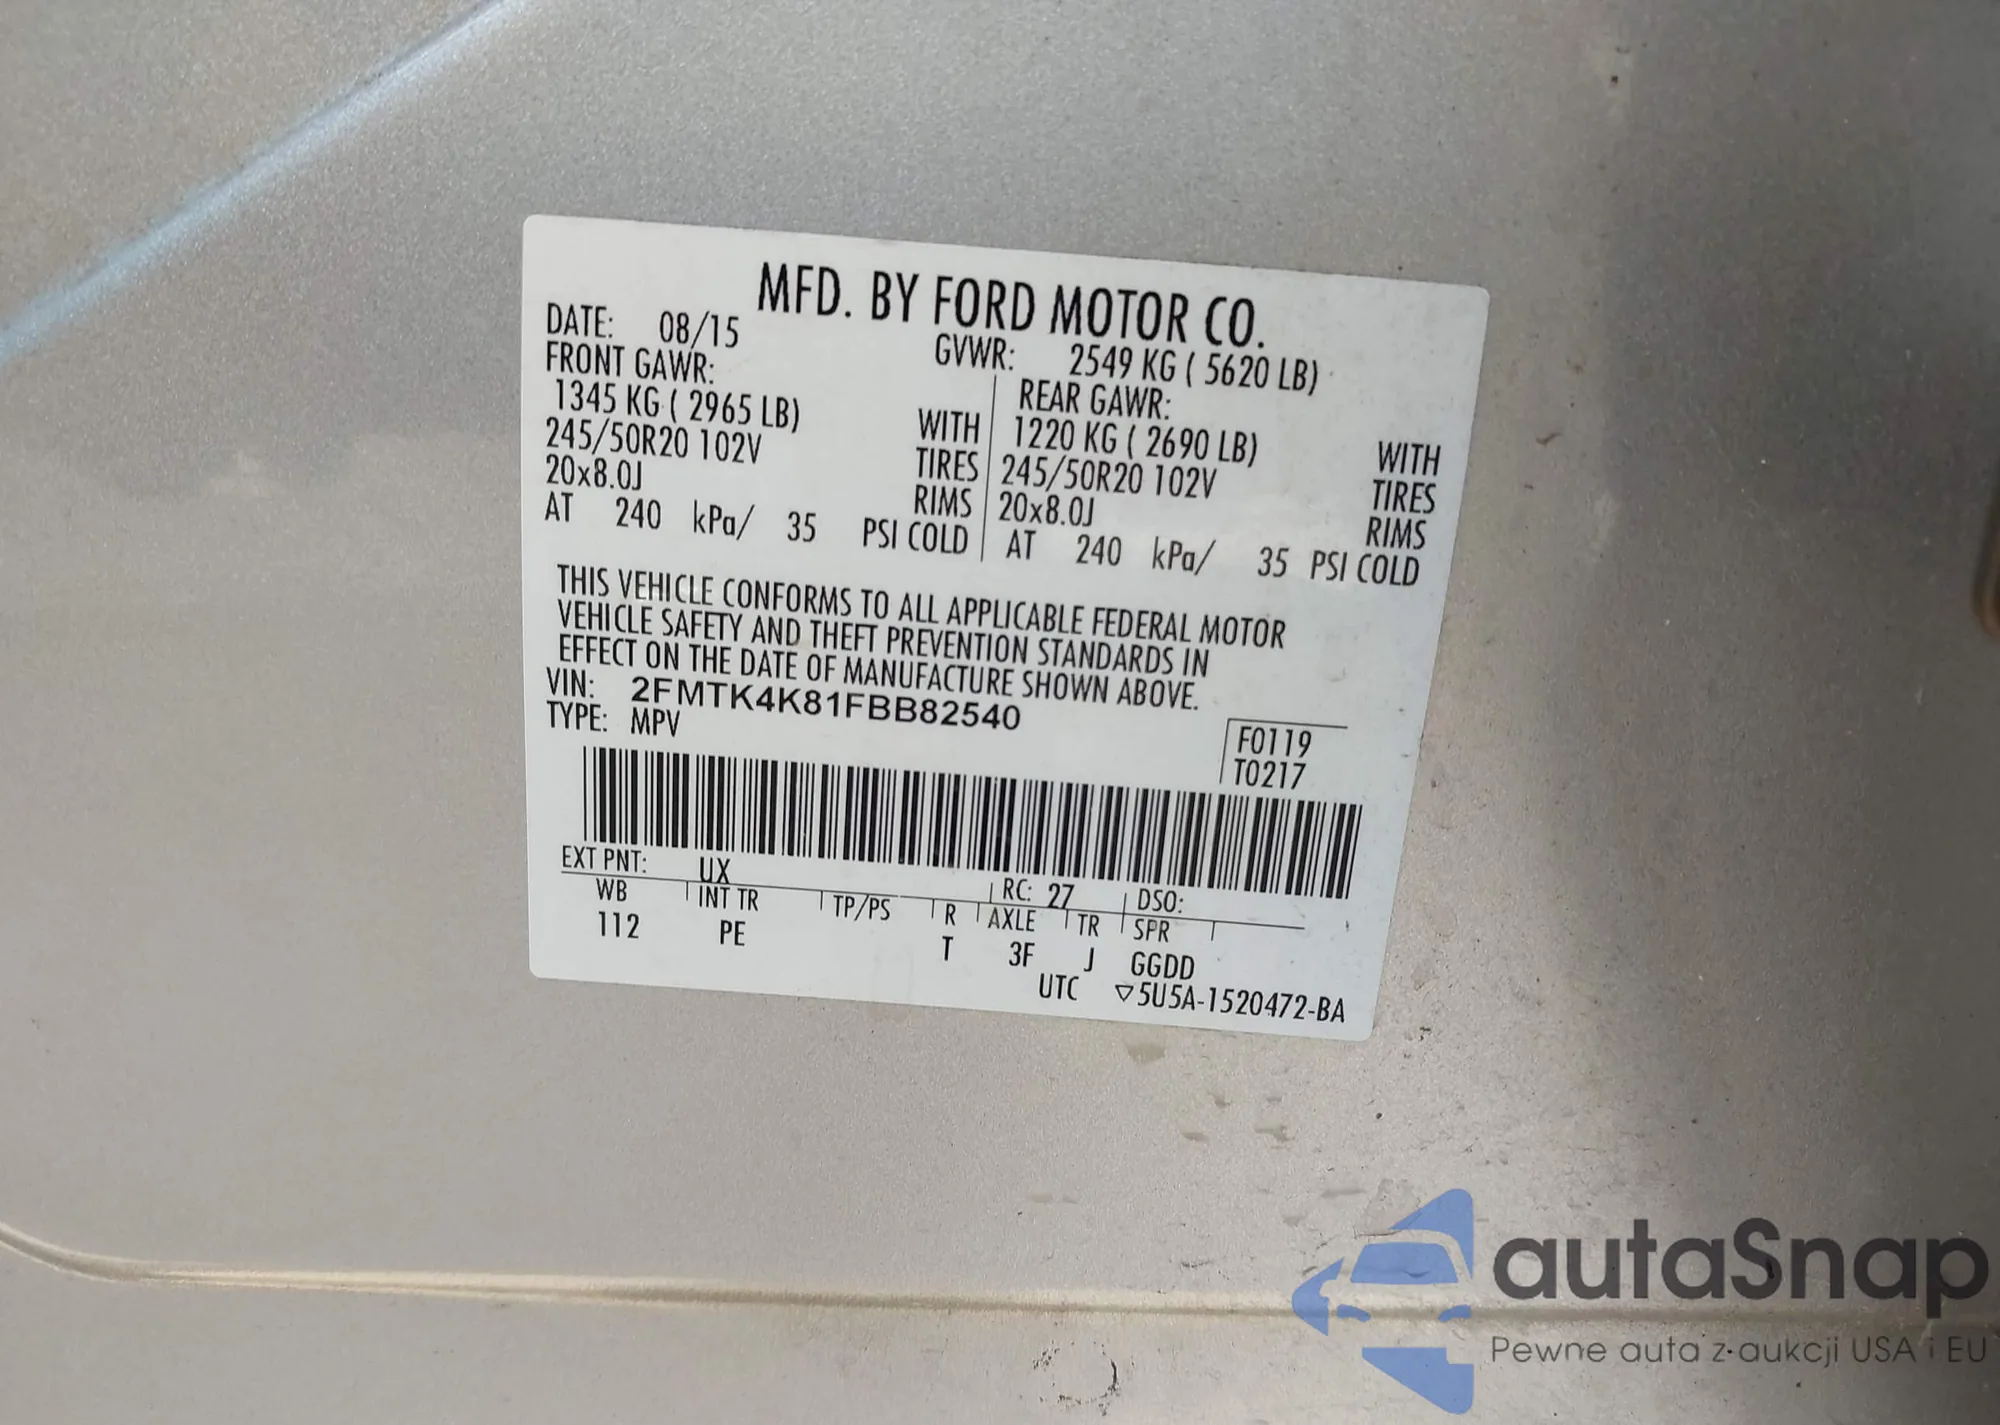 MFD. BY FORD MOTOR CO.
DATE: 08/15
GVWR: 2549 KG ( 5620 LB)
FRONT GAWR:
1345 KG ( 2965 LB) WITH
245/50R20 102V TIRES
20x8.0J RIMS
AT 240 kPa/ 35 PSI COLD
REAR GAWR:
1220 KG ( 2690 LB) WITH
245/50R20 102V TIRES
20x8.0J RIMS
AT 240 kPa/ 35 PSI COLD
THIS VEHICLE CONFORMS TO ALL APPLICABLE FEDERAL MOTOR
VEHICLE SAFETY AND THEFT PREVENTION STANDARDS IN
EFFECT ON THE DATE OF MANUFACTURE SHOWN ABOVE.
VIN: 2FMTK4K81FBB82540
TYPE: MPV
F0119
T0217
EXT PNT: UX RC: 27 DSO:
WB INT TR TP/PS R AXLE TR SPR
112 PE T 3F J GGDD
UTC ▽5U5A-1520472-BA
autaSnap
Pewne auta z aukcji USA i EU